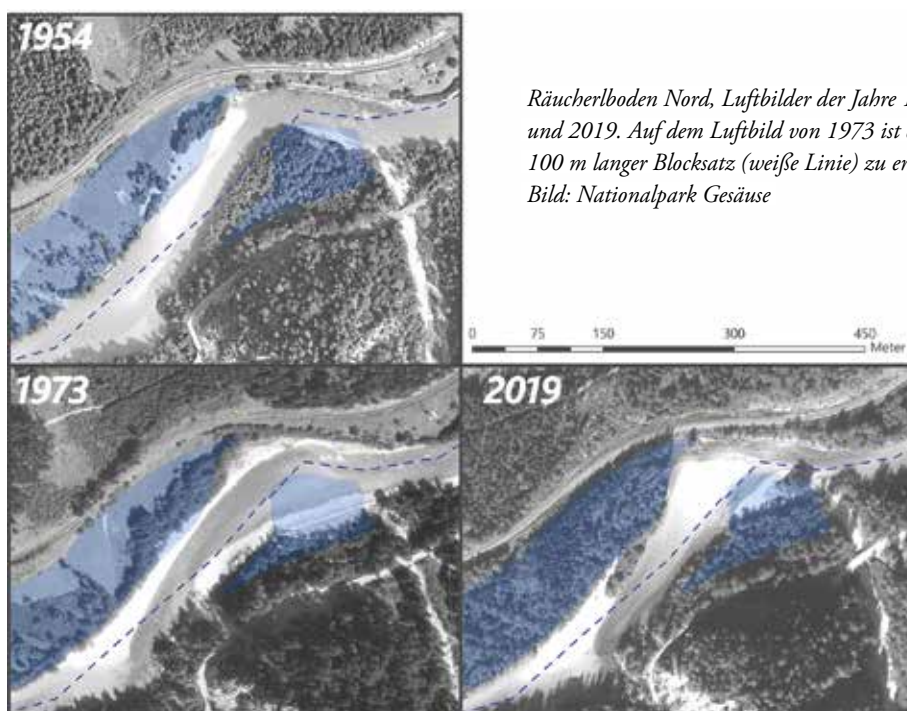 1954
Räucherlboden Nord, Luftbilder der Jahre
und 2019. Auf dem Luftbild von 1973 ist
100 m langer Blocksatz (weiße Linie) zu
Bild: Nationalpark Gesäuse
0 75 150 300 450
Meter
1973
2019